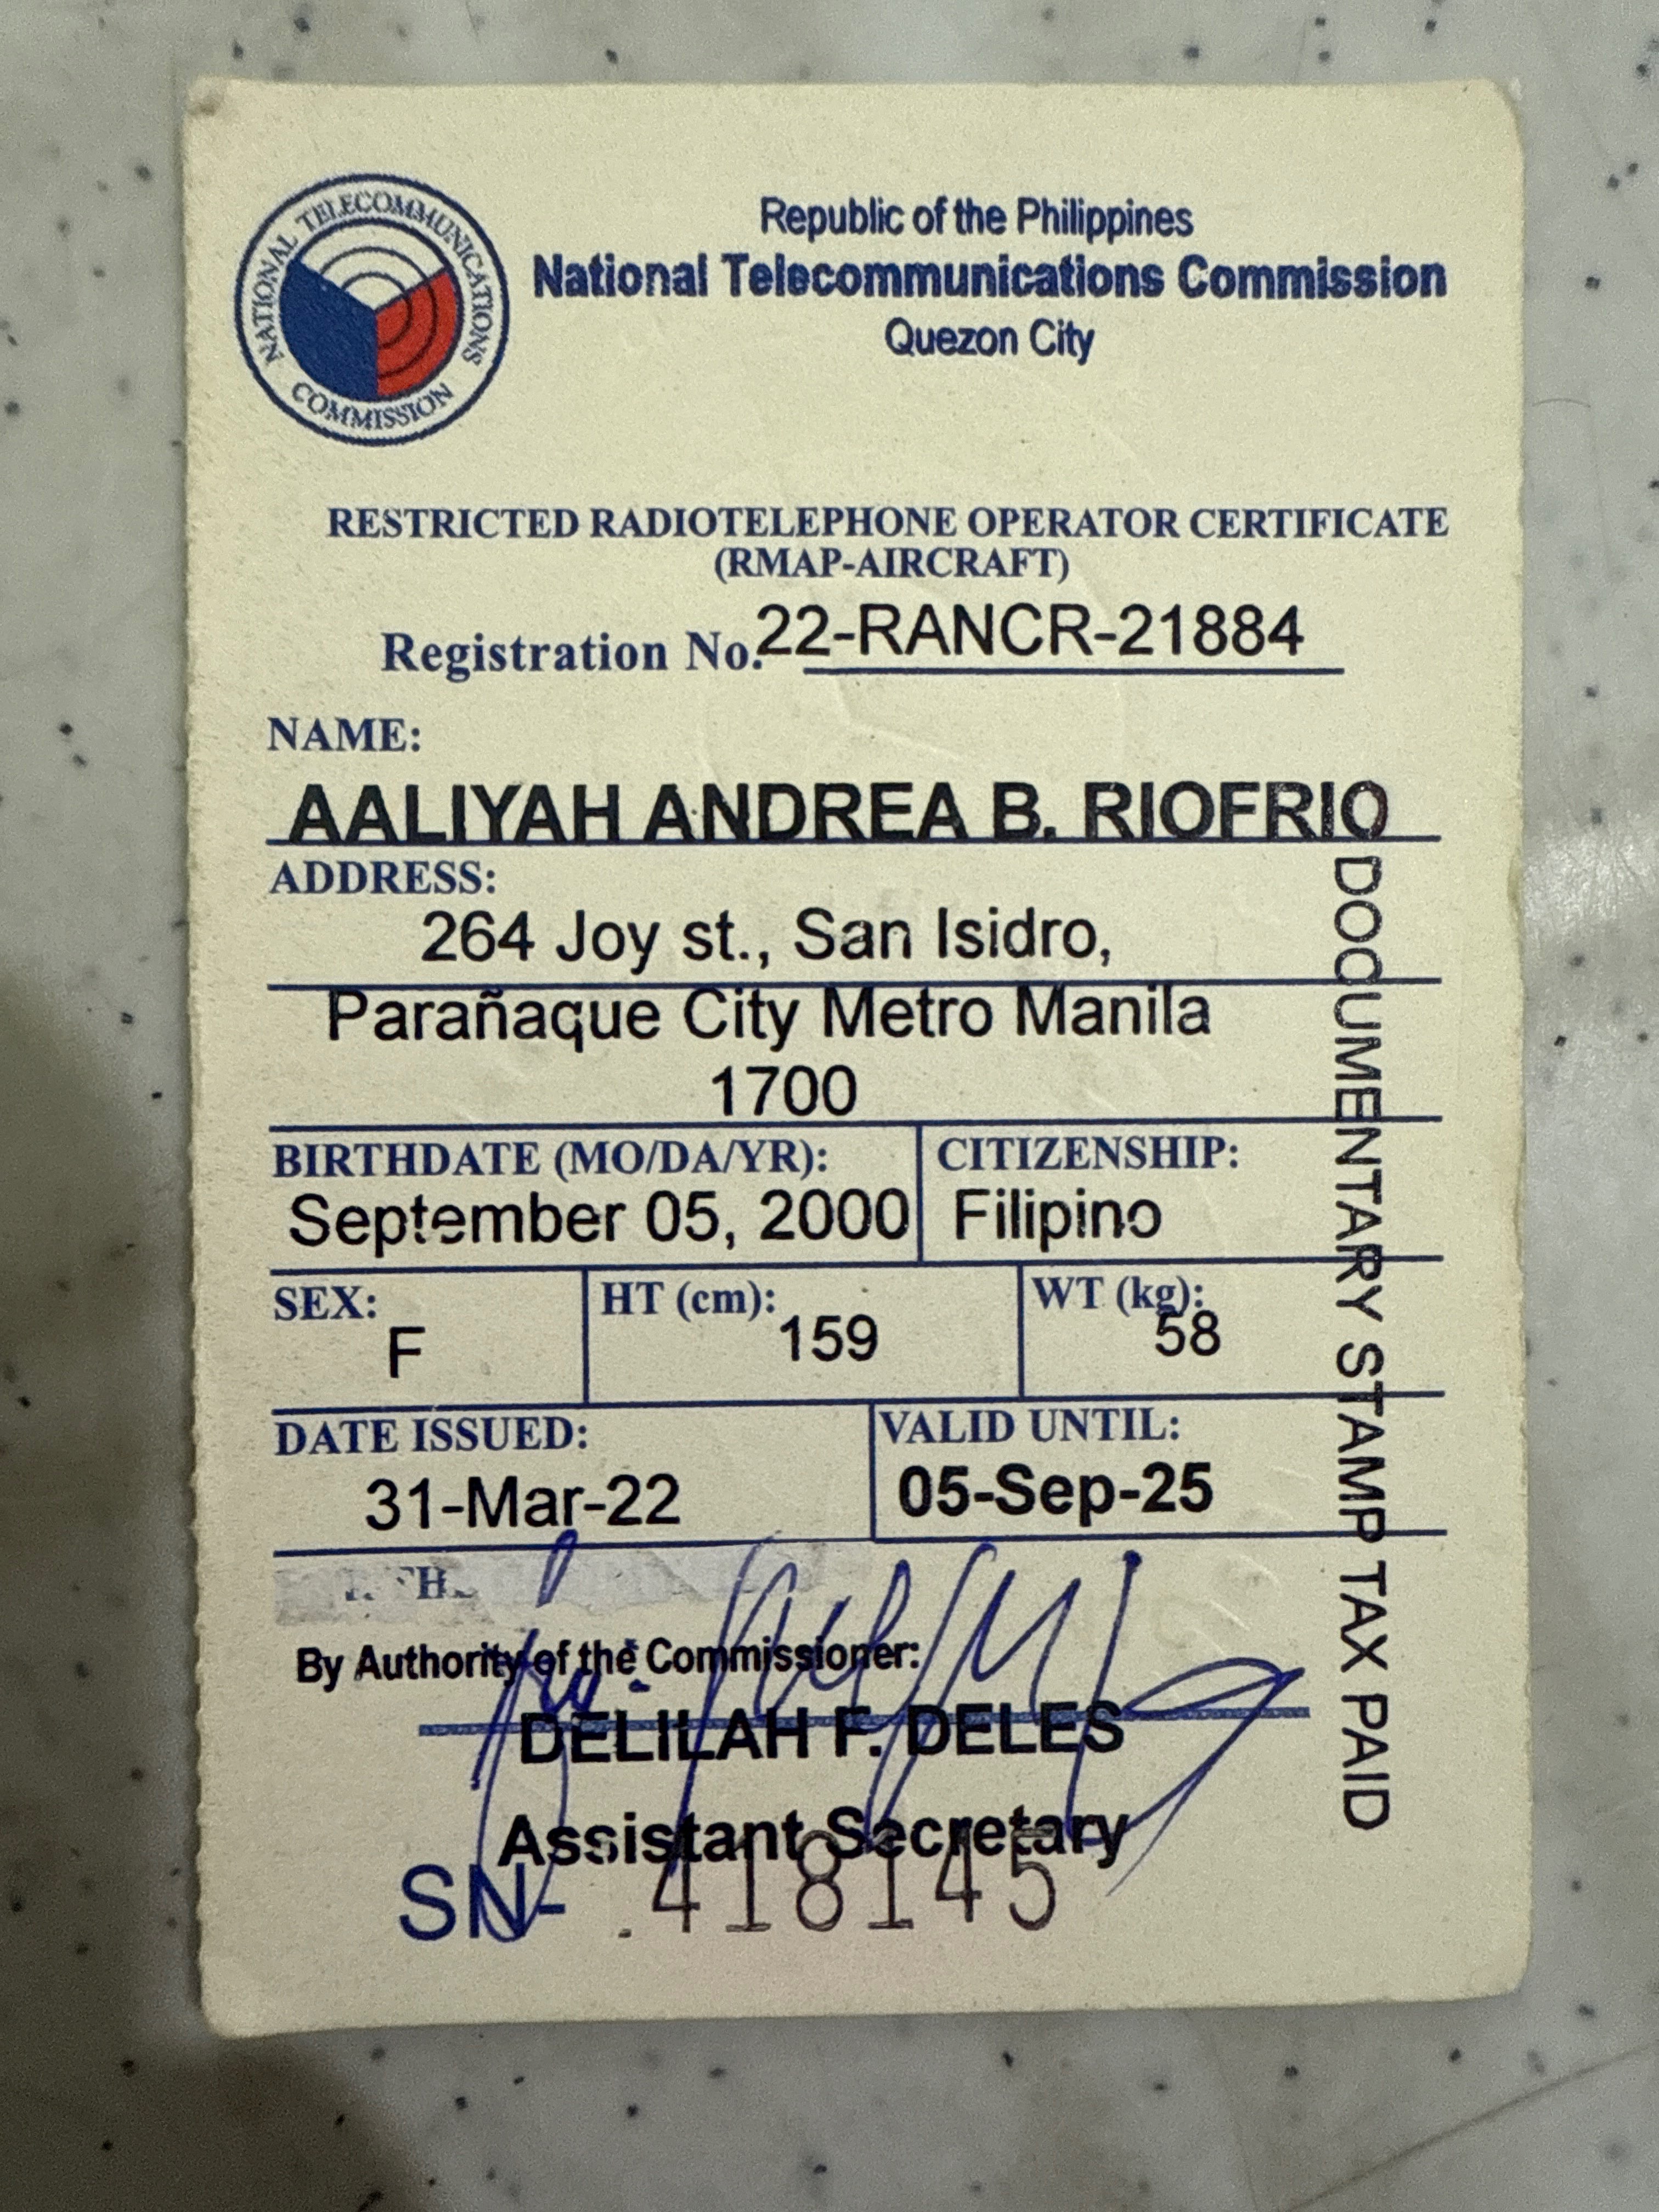 NATIONAL TELECOMMUNICATIONS COMMISSION
Republic of the Philippines
National Telecommunications Commission
Quezon City
RESTRICTED RADIOTELEPHONE OPERATOR CERTIFICATE
(RMAP-AIRCRAFT)
Registration No. 22-RANCR-21884
NAME:
AALIYAH ANDREA B. RIOFRIO
ADDRESS:
264 Joy st., San Isidro,
Parañaque City Metro Manila
1700
BIRTHDATE (MO/DA/YR): CITIZENSHIP:
September 05, 2000 Filipino
SEX: HT (cm): WT (kg):
F 159 58
DATE ISSUED: VALID UNTIL:
31-Mar-22 05-Sep-25
By Authority of the Commissioner:
DELILAH F. DELES
Assistant Secretary
SN- .418145
DOCUMENTARY STAMP TAX PAID